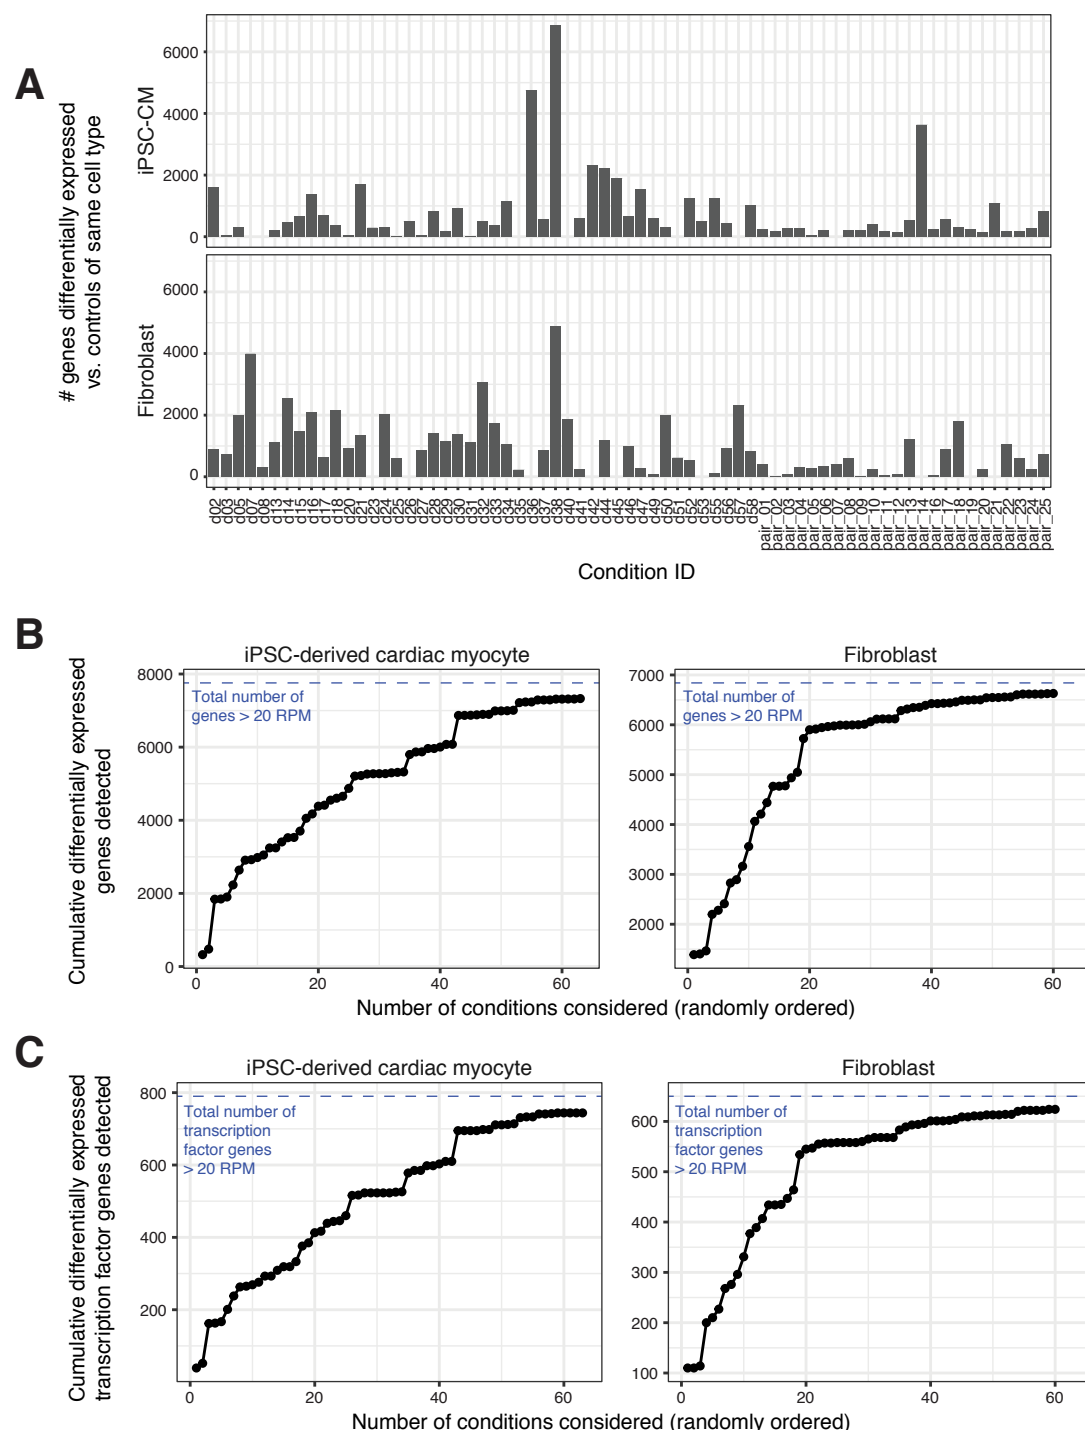 A
# genes differentially expressed
vs. controls of same cell type
iPSC-CM
6000
4000
2000
0
Fibroblast
6000
4000
2000
0
d02
d03
d05
d07
d08
d13
d14
d15
d16
d17
d18
d20
d21
d23
d24
d25
d26
d27
d28
d29
d30
d31
d32
d33
d34
d35
d36
d37
d38
d40
d41
d42
d44
d45
d46
d47
d49
d50
d51
d52
d53
d55
d56
d57
d58
pair_01
pair_02
pair_03
pair_04
pair_05
pair_06
pair_07
pair_08
pair_09
pair_10
pair_11
pair_12
pair_13
pair_14
pair_16
pair_17
pair_18
pair_19
pair_20
pair_21
pair_22
pair_23
pair_24
pair_25
Condition ID
B
Cumulative differentially expressed
genes detected
iPSC-derived cardiac myocyte
8000
6000
4000
2000
0
Total number of
genes > 20 RPM
0 20 40 60
Fibroblast
7000
6000
5000
4000
3000
2000
Total number of
genes > 20 RPM
0 20 40 60
Number of conditions considered (randomly ordered)
C
Cumulative differentially expressed
transcription factor genes detected
iPSC-derived cardiac myocyte
800
600
400
200
Total number of
transcription
factor genes
> 20 RPM
0 20 40 60
Fibroblast
600
500
400
300
200
100
Total number of
transcription
factor genes
> 20 RPM
0 20 40 60
Number of conditions considered (randomly ordered)